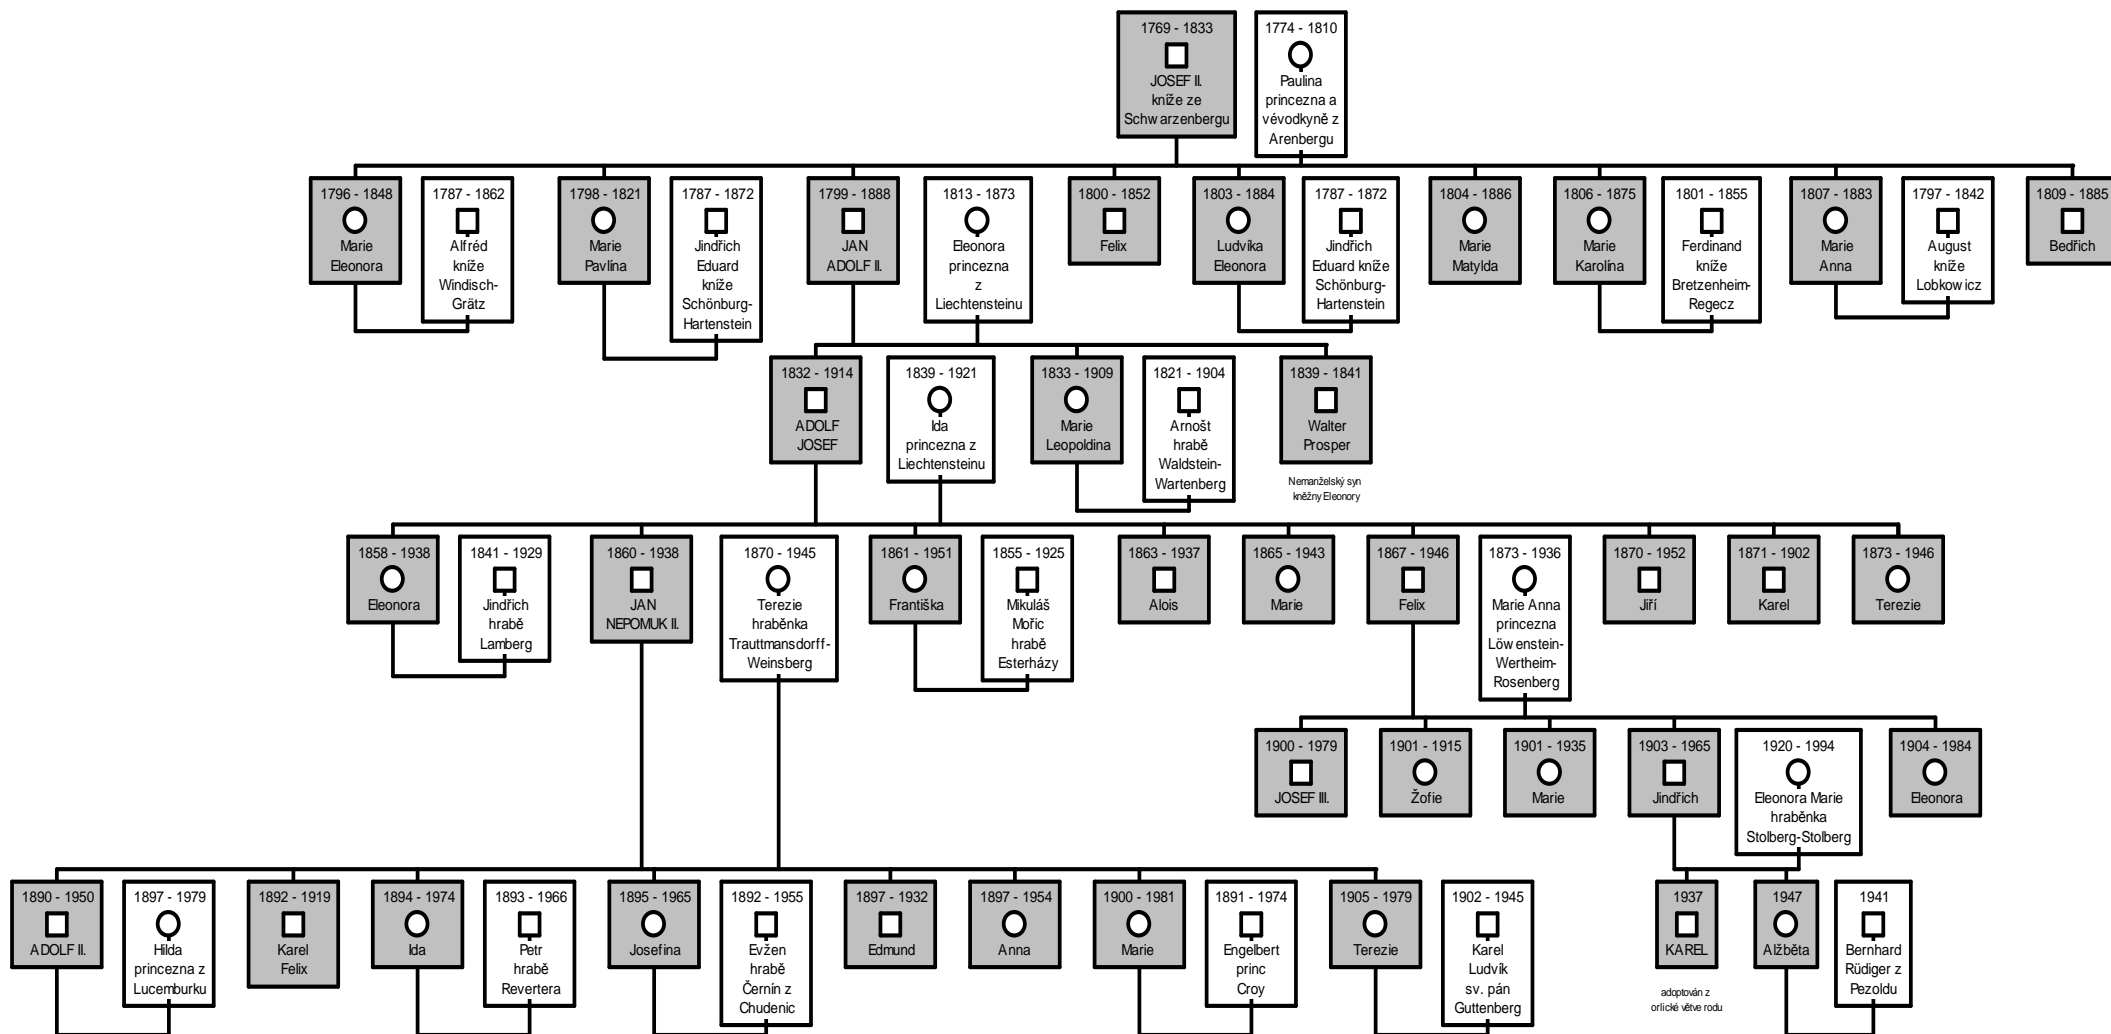 1769 - 1833
JOSEF II.
kníže ze
Schwarzenbergu
1774 - 1810
Paulina
princezna a
vévodkyně z
Arenbergu
1796 - 1848
Marie
Eleonora
1787 - 1862
Alfréd
kníže
Windisch-
Grätz
1798 - 1821
Marie
Pavlína
1787 - 1872
Jindřich
Eduard
kníže
Schönburg-
Hartenstein
1799 - 1888
JAN
ADOLF II.
1813 - 1873
Eleonora
princezna
z
Liechtensteinu
1800 - 1852
Felix
1803 - 1884
Ludvíka
Eleonora
1787 - 1872
Jindřich
Eduard kníže
Schönburg-
Hartenstein
1804 - 1886
Marie
Matylda
1806 - 1875
Marie
Karolína
1801 - 1855
Ferdinand
kníže
Bretzenheim-
Regecz
1807 - 1883
Marie
Anna
1797 - 1842
August
kníže
Lobkowicz
1809 - 1885
Bedřich
1832 - 1914
ADOLF
JOSEF
1839 - 1921
Ida
princezna z
Liechtensteinu
1833 - 1909
Marie
Leopoldina
1821 - 1904
Arnošt
hrabě
Waldstein-
Wartenberg
1839 - 1841
Walter
Prosper
Nemanželský syn
kněžny Eleonory
1858 - 1938
Eleonora
1841 - 1929
Jindřich
hrabě
Lamberg
1860 - 1938
JAN
NEPOMUK II.
1870 - 1945
Terezie
hraběnka
Trauttmansdorff-
Weinsberg
1861 - 1951
Františka
1855 - 1925
Mikuláš
Mořic
hrabě
Esterházy
1863 - 1937
Alois
1865 - 1943
Marie
1867 - 1946
Felix
1873 - 1936
Marie Anna
princezna
Löwenstein-
Wertheim-
Rosenberg
1870 - 1952
Jiří
1871 - 1902
Karel
1873 - 1946
Terezie
1900 - 1979
JOSEF III.
1901 - 1915
Žofie
1901 - 1935
Marie
1903 - 1965
Jindřich
1920 - 1994
Eleonora Marie
hraběnka
Stolberg-Stolberg
1904 - 1984
Eleonora
1890 - 1950
ADOLF II.
1897 - 1979
Hilda
princezna z
Lucemburku
1892 - 1919
Karel
Felix
1894 - 1974
Ida
1893 - 1966
Petr
hrabě
Revertera
1895 - 1965
Josefina
1892 - 1955
Evžen
hrabě
Černín z
Chudenic
1897 - 1932
Edmund
1897 - 1954
Anna
1900 - 1981
Marie
1891 - 1974
Engelbert
princ
Croy
1905 - 1979
Terezie
1902 - 1945
Karel
Ludvík
sv. pán
Guttenberg
1937
KAREL
adoptován z
orlické větve rodu
1947
Alžběta
1941
Bernhard
Rüdiger z
Pezoldu